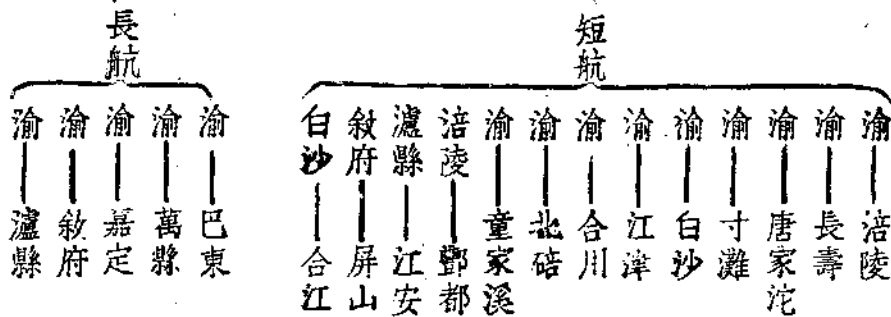 短航
渝—涪陵
渝—長壽
渝—唐家沱
渝—寸灘
渝—白沙
渝—江津
渝—合川
渝—北碚
渝—童家溪
涪陵—酆都
瀘縣—江安
敘府—屏山
白沙—合江
長航
渝—巴東
渝—萬縣
渝—嘉定
渝—敘府
渝—瀘縣